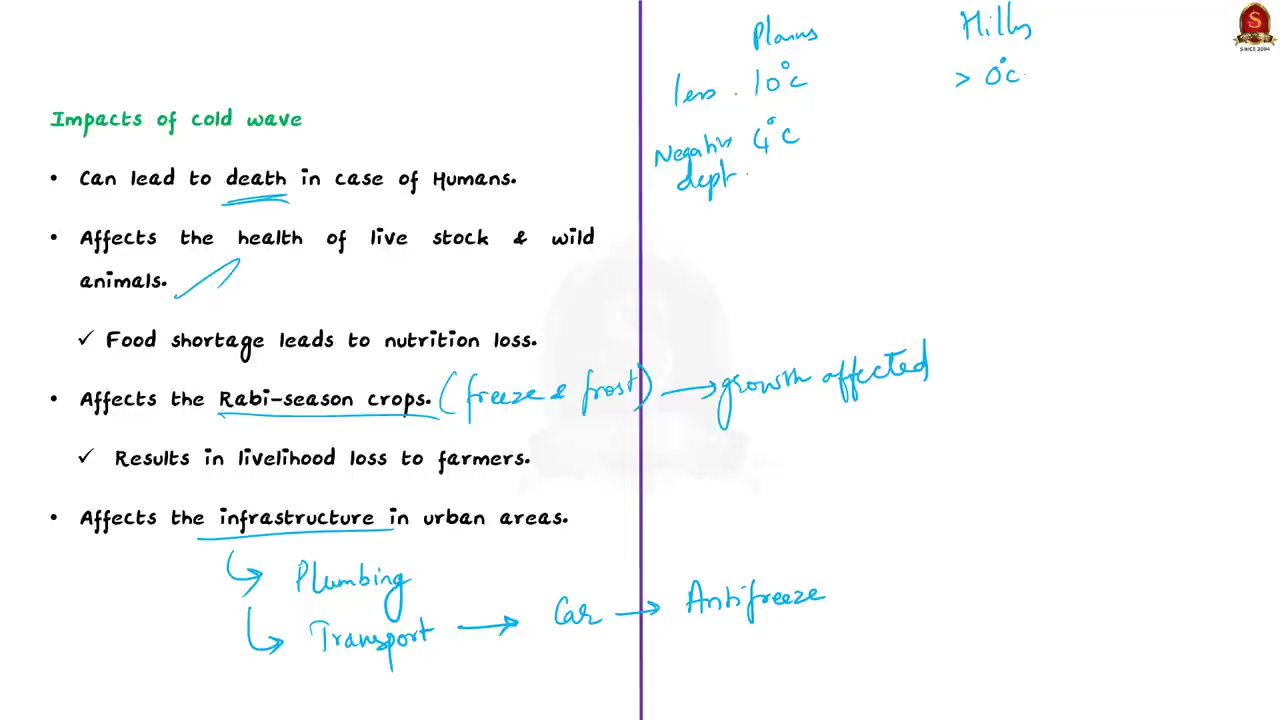 Plains Hills
less 10°C > 0°C
Negative 4°C
dept
S
SINCE 2004
Impacts of cold wave
• Can lead to death in case of Humans.
• Affects the health of live stock & wild
animals.
✓ Food shortage leads to nutrition loss.
• Affects the Rabi-season crops. (freeze & frost) → growth affected
✓ Results in livelihood loss to farmers.
• Affects the infrastructure in urban areas.
↳ Plumbing
↳ Transport → Car → Antifreeze